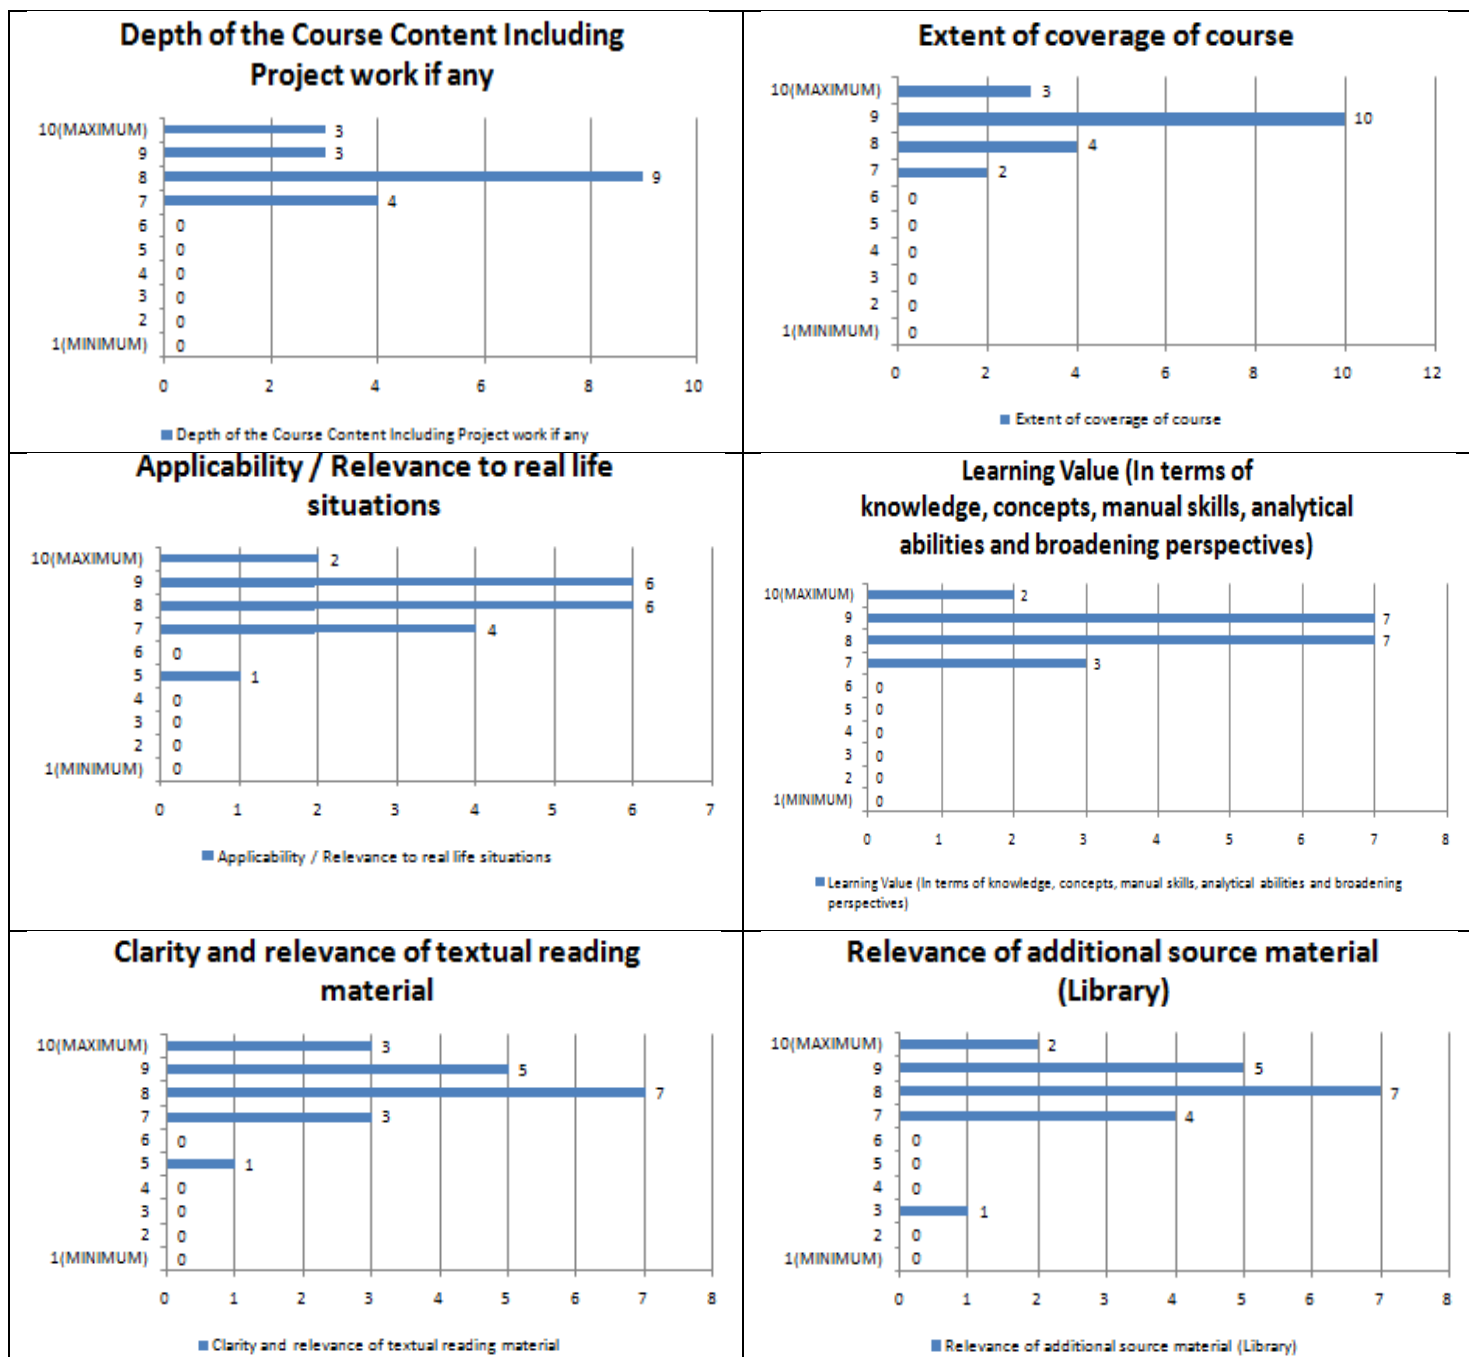 Depth of the Course Content Including
Project work if any
10(MAXIMUM) 3
9 3
8 9
7 4
6 0
5 0
4 0
3 0
2 0
1(MINIMUM) 0
0 2 4 6 8 10
Depth of the Course Content Including Project work if any
Extent of coverage of course
10(MAXIMUM) 3
9 10
8 4
7 2
6 0
5 0
4 0
3 0
2 0
1(MINIMUM) 0
0 2 4 6 8 10 12
Extent of coverage of course
Applicability / Relevance to real life
situations
10(MAXIMUM) 2
9 6
8 6
7 4
6 0
5 1
4 0
3 0
2 0
1(MINIMUM) 0
0 1 2 3 4 5 6 7
Applicability / Relevance to real life situations
Learning Value (In terms of
knowledge, concepts, manual skills, analytical
abilities and broadening perspectives)
10(MAXIMUM) 2
9 7
8 7
7 3
6 0
5 0
4 0
3 0
2 0
1(MINIMUM) 0
0 1 2 3 4 5 6 7 8
Learning Value (In terms of knowledge, concepts, manual skills, analytical abilities and broadening
perspectives)
Clarity and relevance of textual reading
material
10(MAXIMUM) 3
9 5
8 7
7 3
6 0
5 1
4 0
3 0
2 0
1(MINIMUM) 0
0 1 2 3 4 5 6 7 8
Clarity and relevance of textual reading material
Relevance of additional source material
(Library)
10(MAXIMUM) 2
9 5
8 7
7 4
6 0
5 0
4 0
3 1
2 0
1(MINIMUM) 0
0 1 2 3 4 5 6 7 8
Relevance of additional source material (Library)